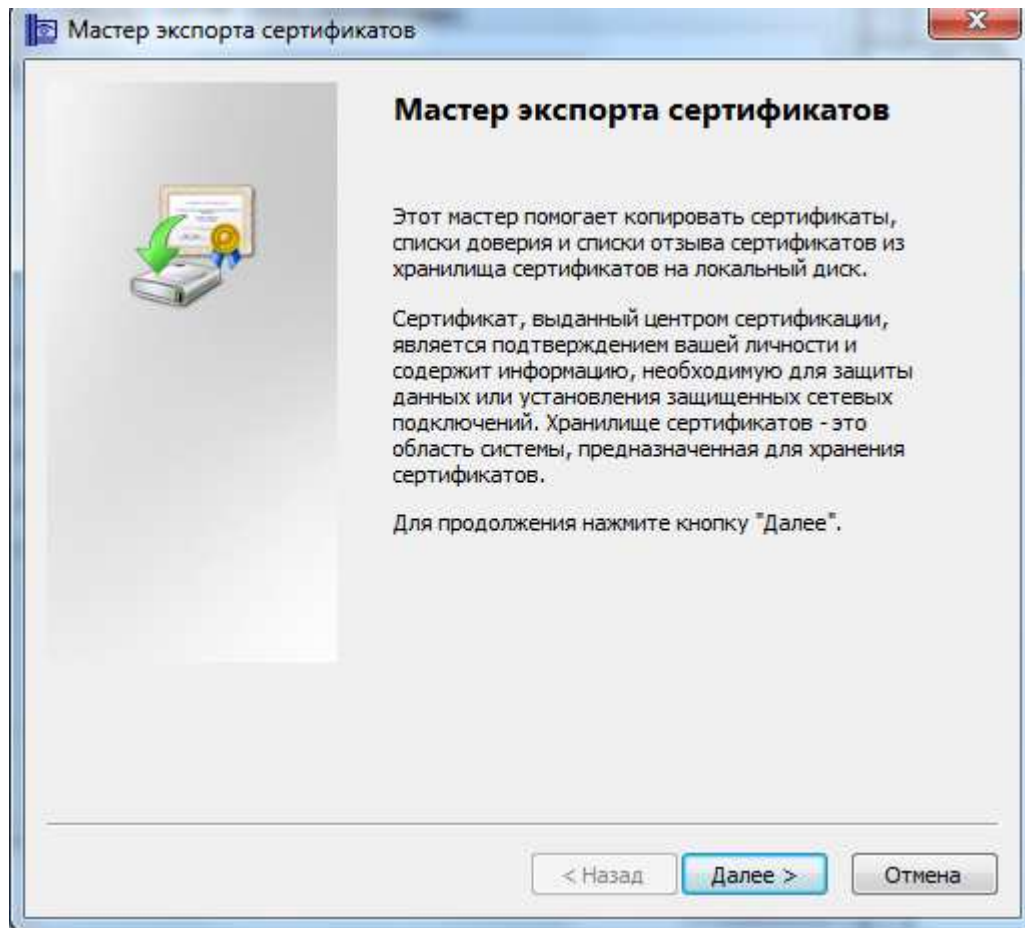 Мастер экспорта сертификатов
Мастер экспорта сертификатов
Этот мастер помогает копировать сертификаты,
списки доверия и списки отзыва сертификатов из
хранилища сертификатов на локальный диск.
Сертификат, выданный центром сертификации,
является подтверждением вашей личности и
содержит информацию, необходимую для защиты
данных или установления защищенных сетевых
подключений. Хранилище сертификатов - это
область системы, предназначенная для хранения
сертификатов.
Для продолжения нажмите кнопку "Далее".
< Назад
Далее >
Отмена